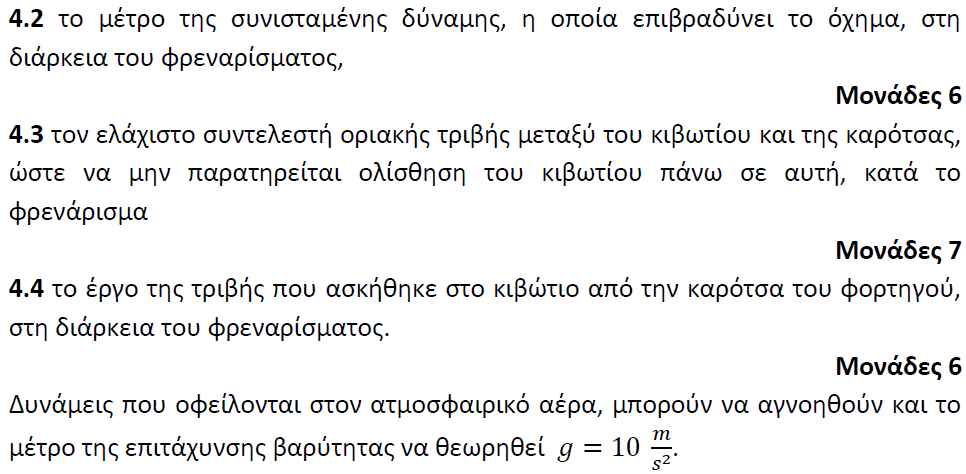 4.2 το μέτρο της συνισταμένης δύναμης, η οποία επιβραδύνει το όχημα, στη
διάρκεια του φρεναρίσματος,
Μονάδες 6
4.3 τον ελάχιστο συντελεστή οριακής τριβής μεταξύ του κιβωτίου και της καρότσας,
ώστε να μην παρατηρείται ολίσθηση του κιβωτίου πάνω σε αυτή, κατά το
φρενάρισμα
Μονάδες 7
4.4 το έργο της τριβής που ασκήθηκε στο κιβώτιο από την καρότσα του φορτηγού,
στη διάρκεια του φρεναρίσματος.
Μονάδες 6
Δυνάμεις που οφείλονται στον ατμοσφαιρικό αέρα, μπορούν να αγνοηθούν και το
μέτρο της επιτάχυνσης βαρύτητας να θεωρηθεί g = 10 m/s².